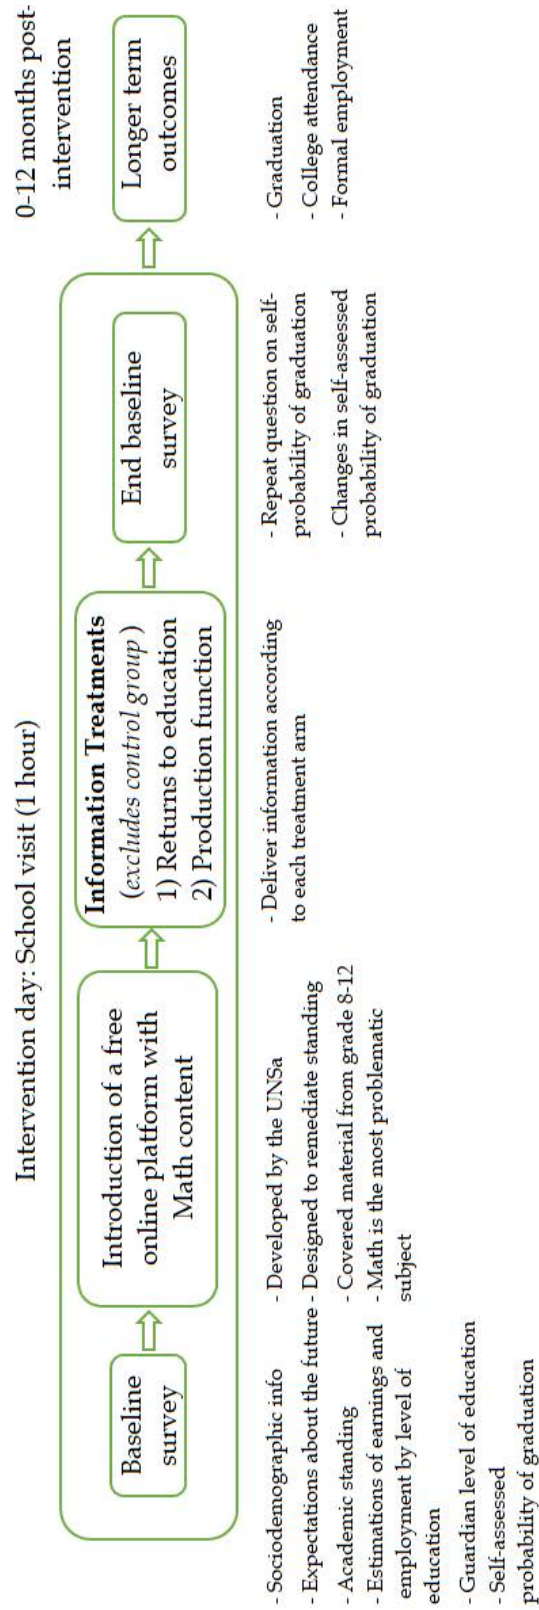 Intervention day: School visit (1 hour)
0-12 months post-
intervention
Baseline
survey
Introduction of a free
online platform with
Math content
Information Treatments
(excludes control group )
1) Returns to education
2) Production function
End baseline
survey
Longer term
outcomes
- Sociodemographic info
- Expectations about the future
- Academic standing
- Estimations of earnings and
employment by level of
education
- Guardian level of education
- Self-assessed
probability of graduation
- Developed by the UNSa
- Designed to remediate standing
- Covered material from grade 8-12
- Math is the most problematic
subject
- Deliver information according
to each treatment arm
- Repeat question on self-
probability of graduation
- Changes in self-assessed
probability of graduation
- Graduation
- College attendance
- Formal employment